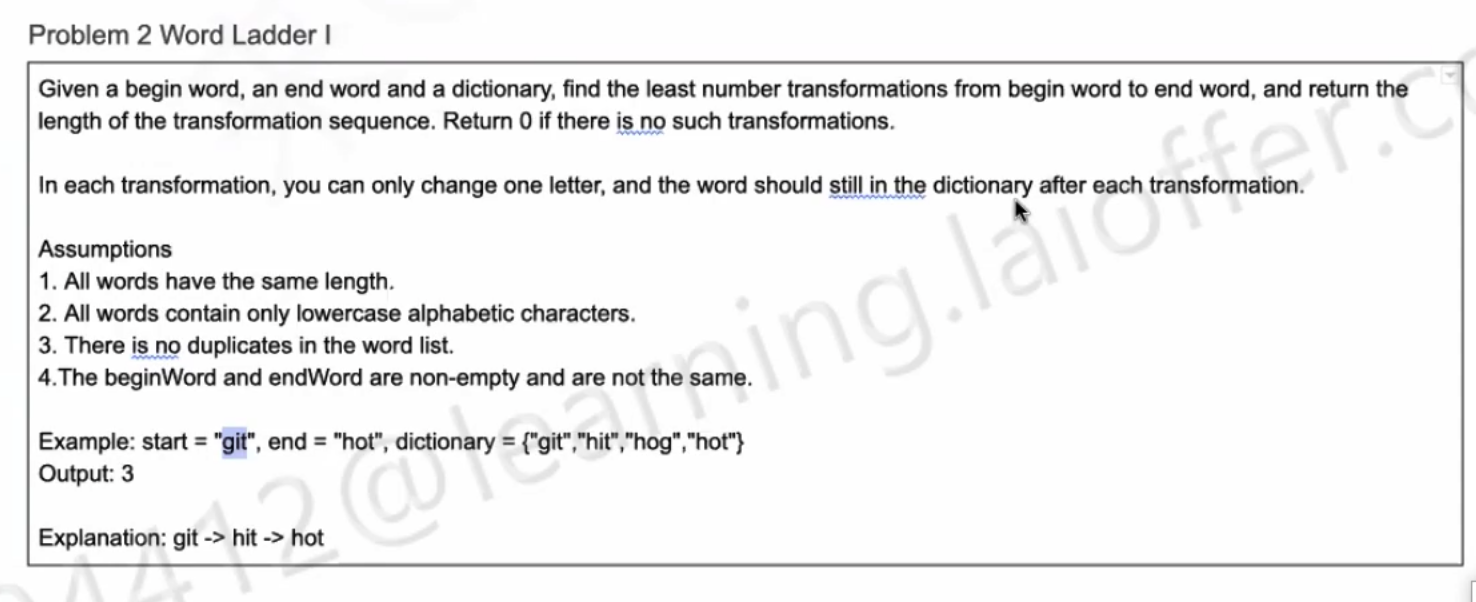 Problem 2 Word Ladder I
Given a begin word, an end word and a dictionary, find the least number transformations from begin word to end word, and return the
length of the transformation sequence. Return 0 if there is no such transformations.
In each transformation, you can only change one letter, and the word should still in the dictionary after each transformation.
Assumptions
1. All words have the same length.
2. All words contain only lowercase alphabetic characters.
3. There is no duplicates in the word list.
4.The beginWord and endWord are non-empty and are not the same.
Example: start = "git", end = "hot", dictionary = {"git","hit","hog","hot"}
Output: 3
Explanation: git -> hit -> hot
4412@learning.laioffer.c